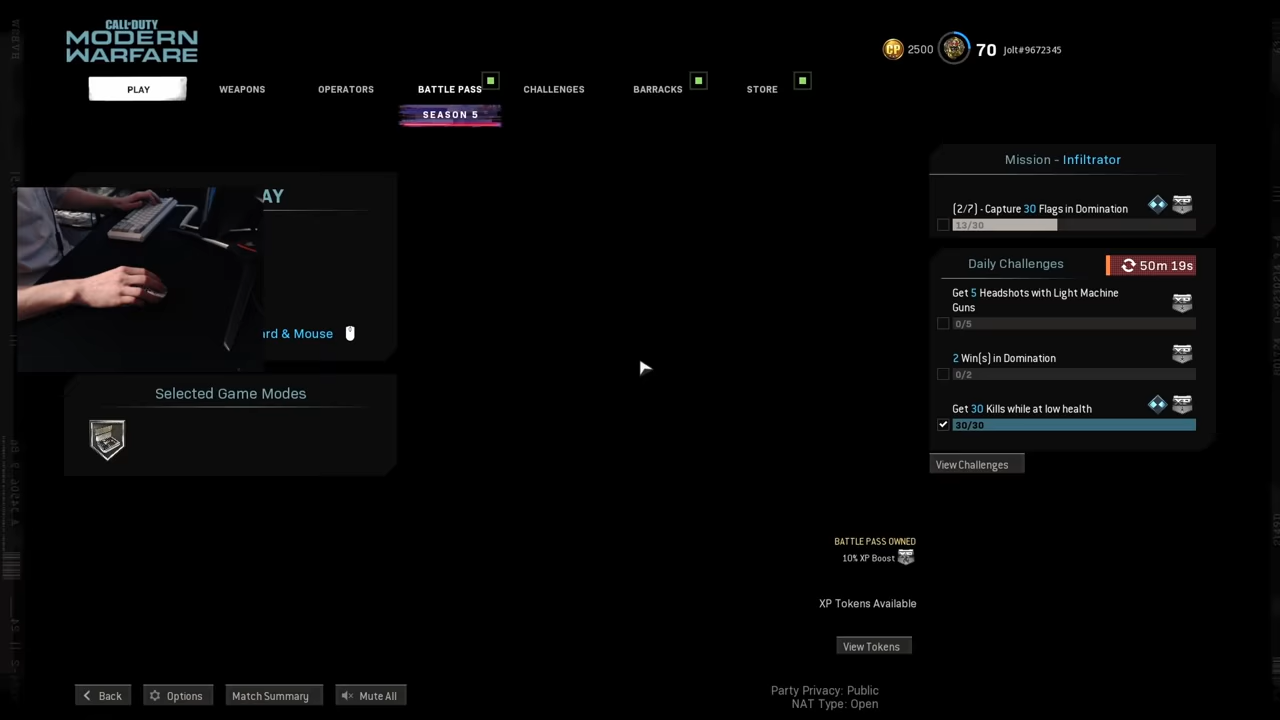 CALL OF DUTY
MODERN
WARFARE
CP 2500
70 Jolt#9672345
PLAY
WEAPONS
OPERATORS
BATTLE PASS
CHALLENGES
BARRACKS
STORE
SEASON 5
AY
ard & Mouse
Selected Game Modes
Mission - Infiltrator
(2/7) - Capture 30 Flags in Domination
13/30
Daily Challenges
50m 19s
Get 5 Headshots with Light Machine
Guns
0/5
2 Win(s) in Domination
0/2
Get 30 Kills while at low health
30/30
View Challenges
BATTLE PASS OWNED
10% XP Boost
XP Tokens Available
View Tokens
Back
Options
Match Summary
Mute All
Party Privacy: Public
NAT Type: Open